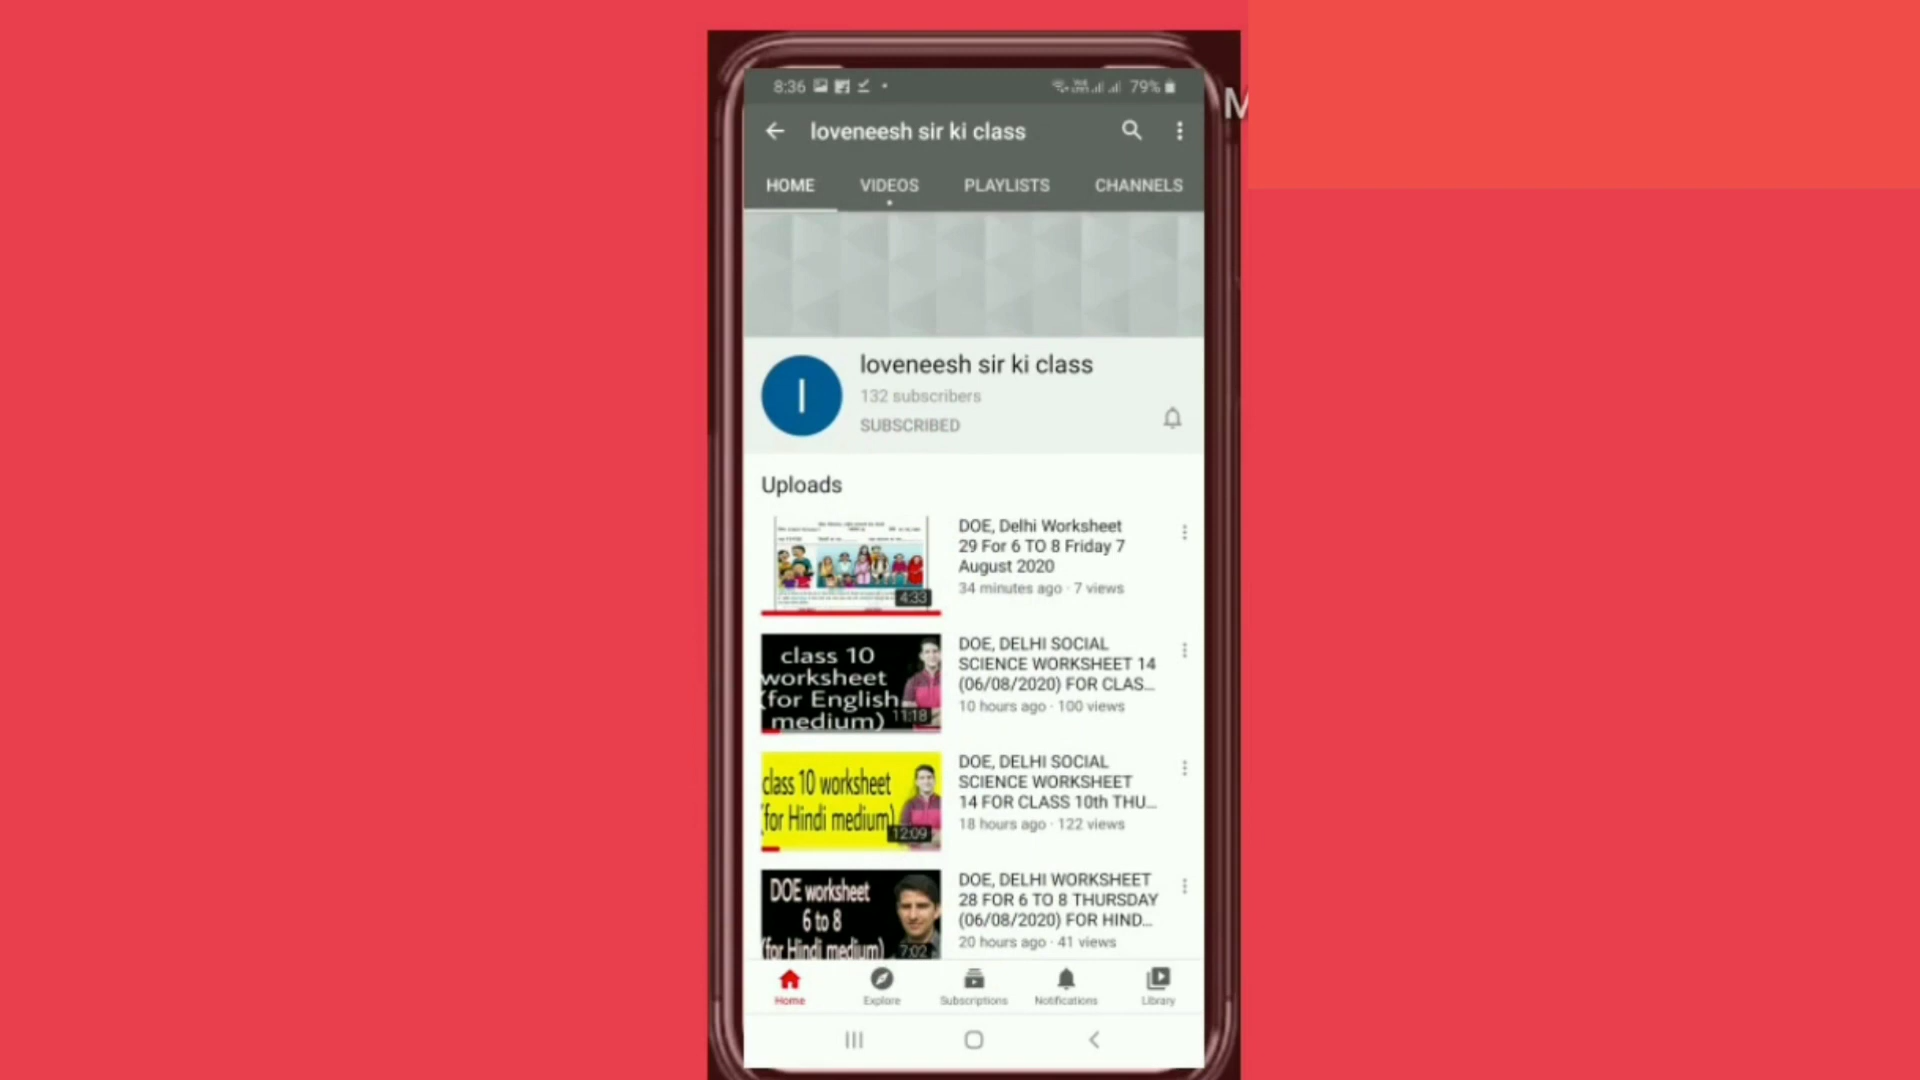 8:36
79%
M
loveneesh sir ki class
HOME VIDEOS PLAYLISTS CHANNELS
loveneesh sir ki class
132 subscribers
SUBSCRIBED
Uploads
4:33
DOE, Delhi Worksheet
29 For 6 TO 8 Friday 7
August 2020
34 minutes ago · 7 views
class 10
worksheet
(for English
medium)
11:18
DOE, DELHI SOCIAL
SCIENCE WORKSHEET 14
(06/08/2020) FOR CLAS...
10 hours ago · 100 views
class 10 worksheet
(for Hindi medium)
12:09
DOE, DELHI SOCIAL
SCIENCE WORKSHEET
14 FOR CLASS 10th THU...
18 hours ago · 122 views
DOE worksheet
6 to 8
(for Hindi medium)
7:02
DOE, DELHI WORKSHEET
28 FOR 6 TO 8 THURSDAY
(06/08/2020) FOR HIND...
20 hours ago · 41 views
Home Explore Subscriptions Notifications Library